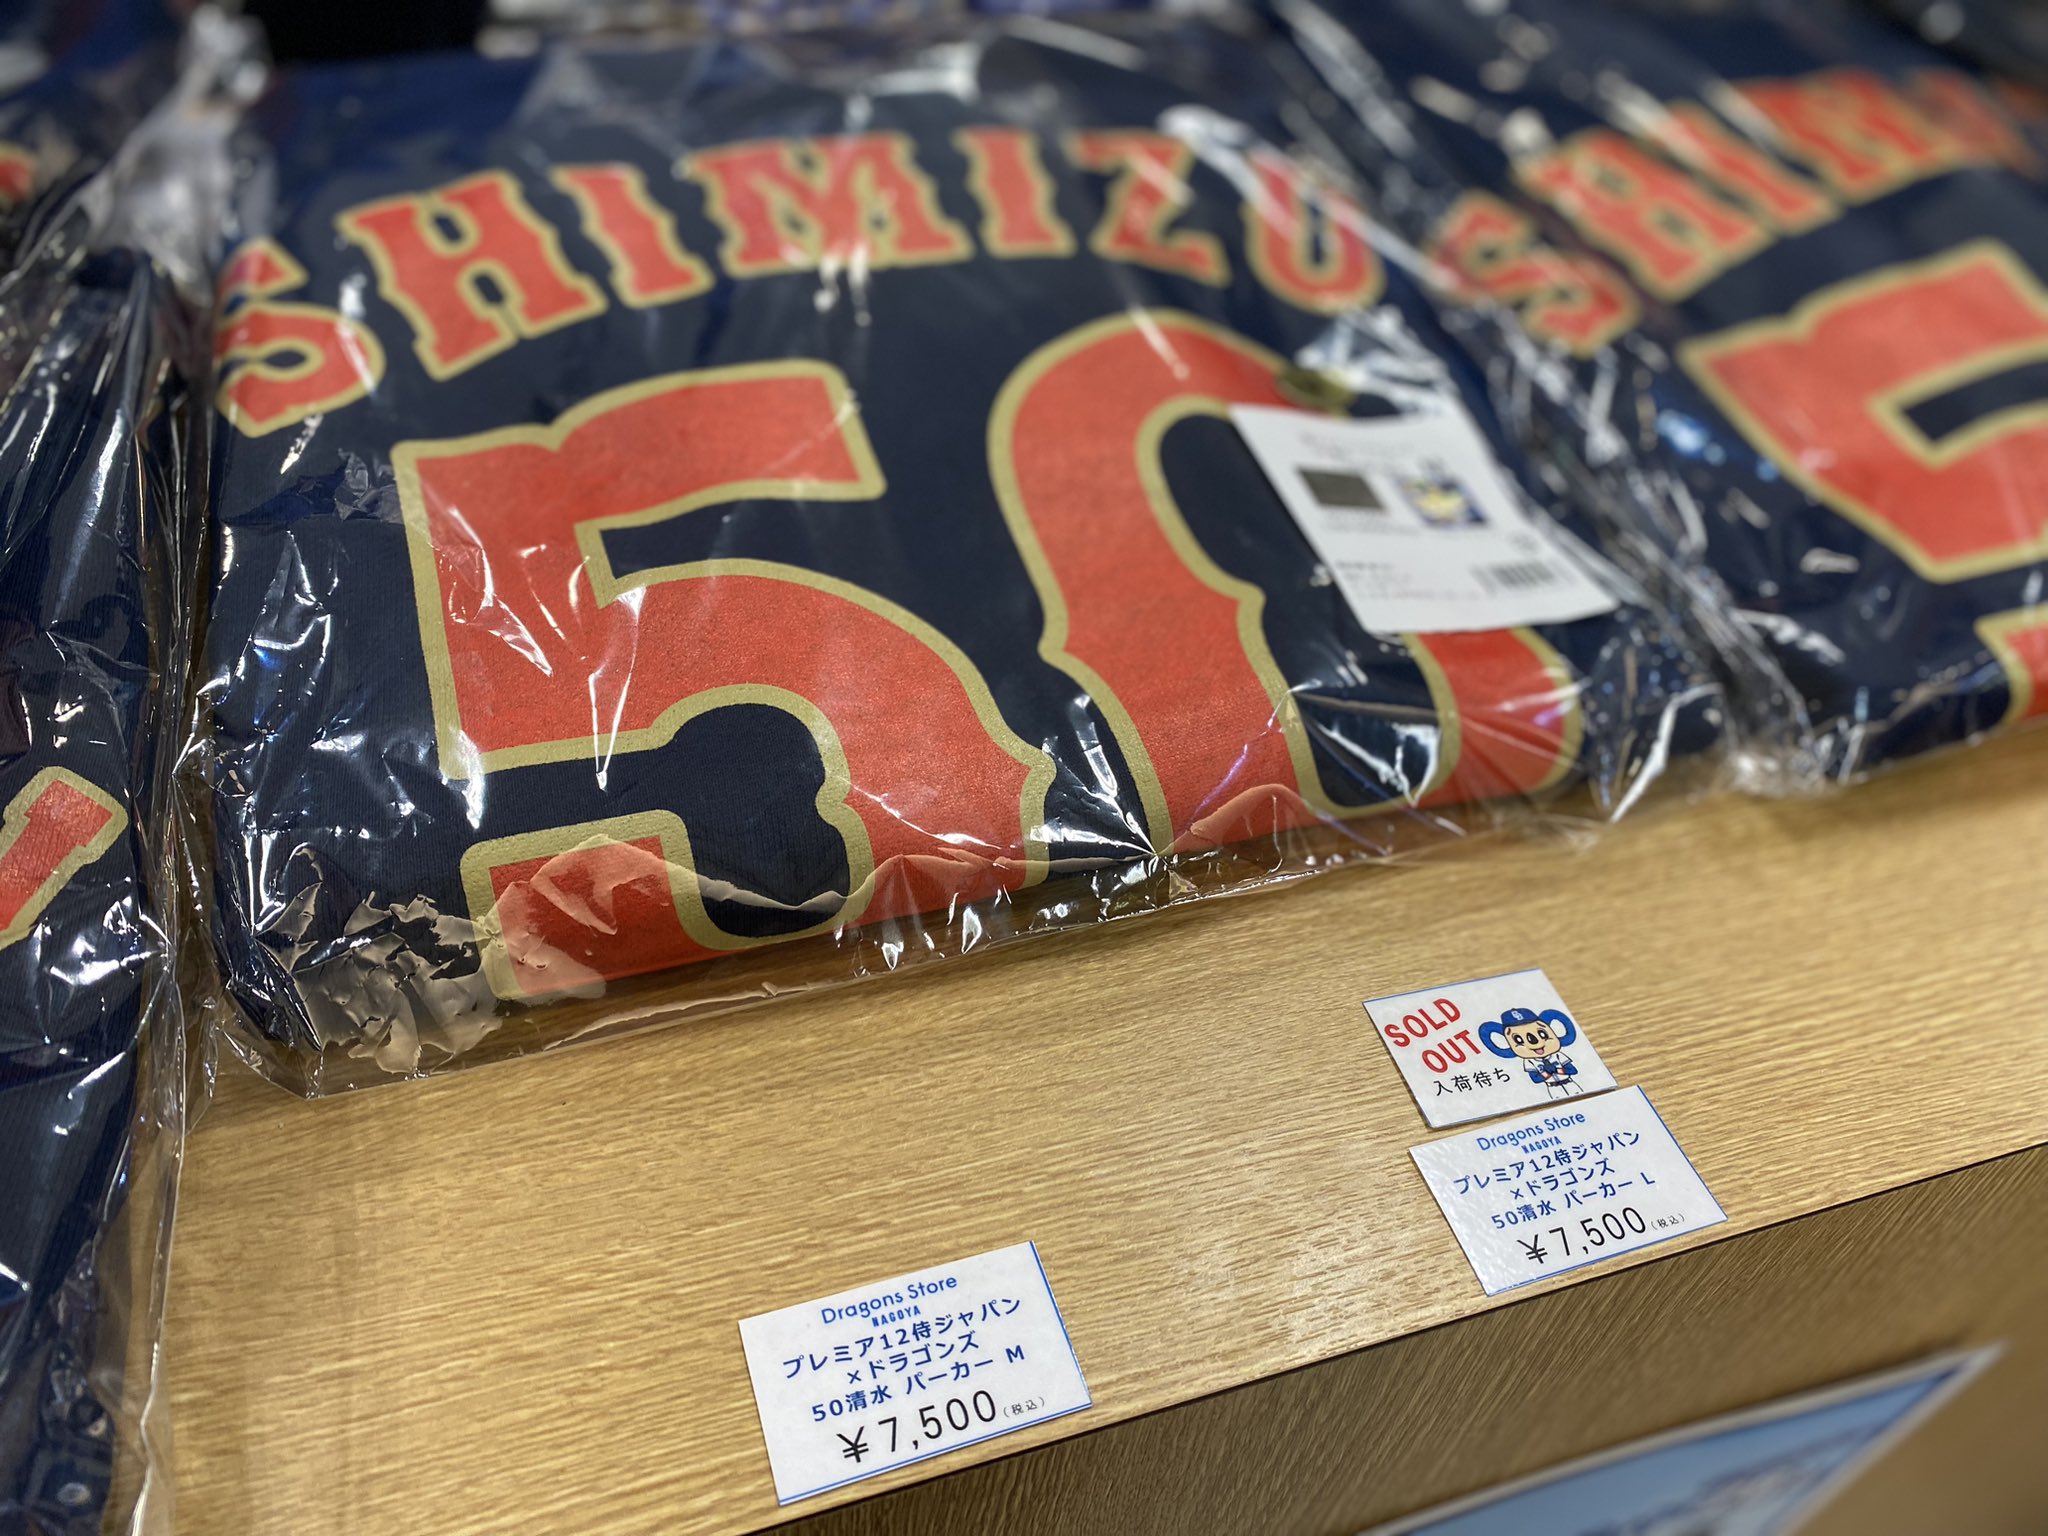 SHIMIZU
50
SHIM
5
SOLD
OUT
入荷待ち
Dragons Store
NAGOYA
プレミア12侍ジャパン
×ドラゴンズ
50清水 パーカー L
¥7,500(税込)
Dragons Store
NAGOYA
プレミア12侍ジャパン
×ドラゴンズ
50清水 パーカー M
¥7,500(税込)